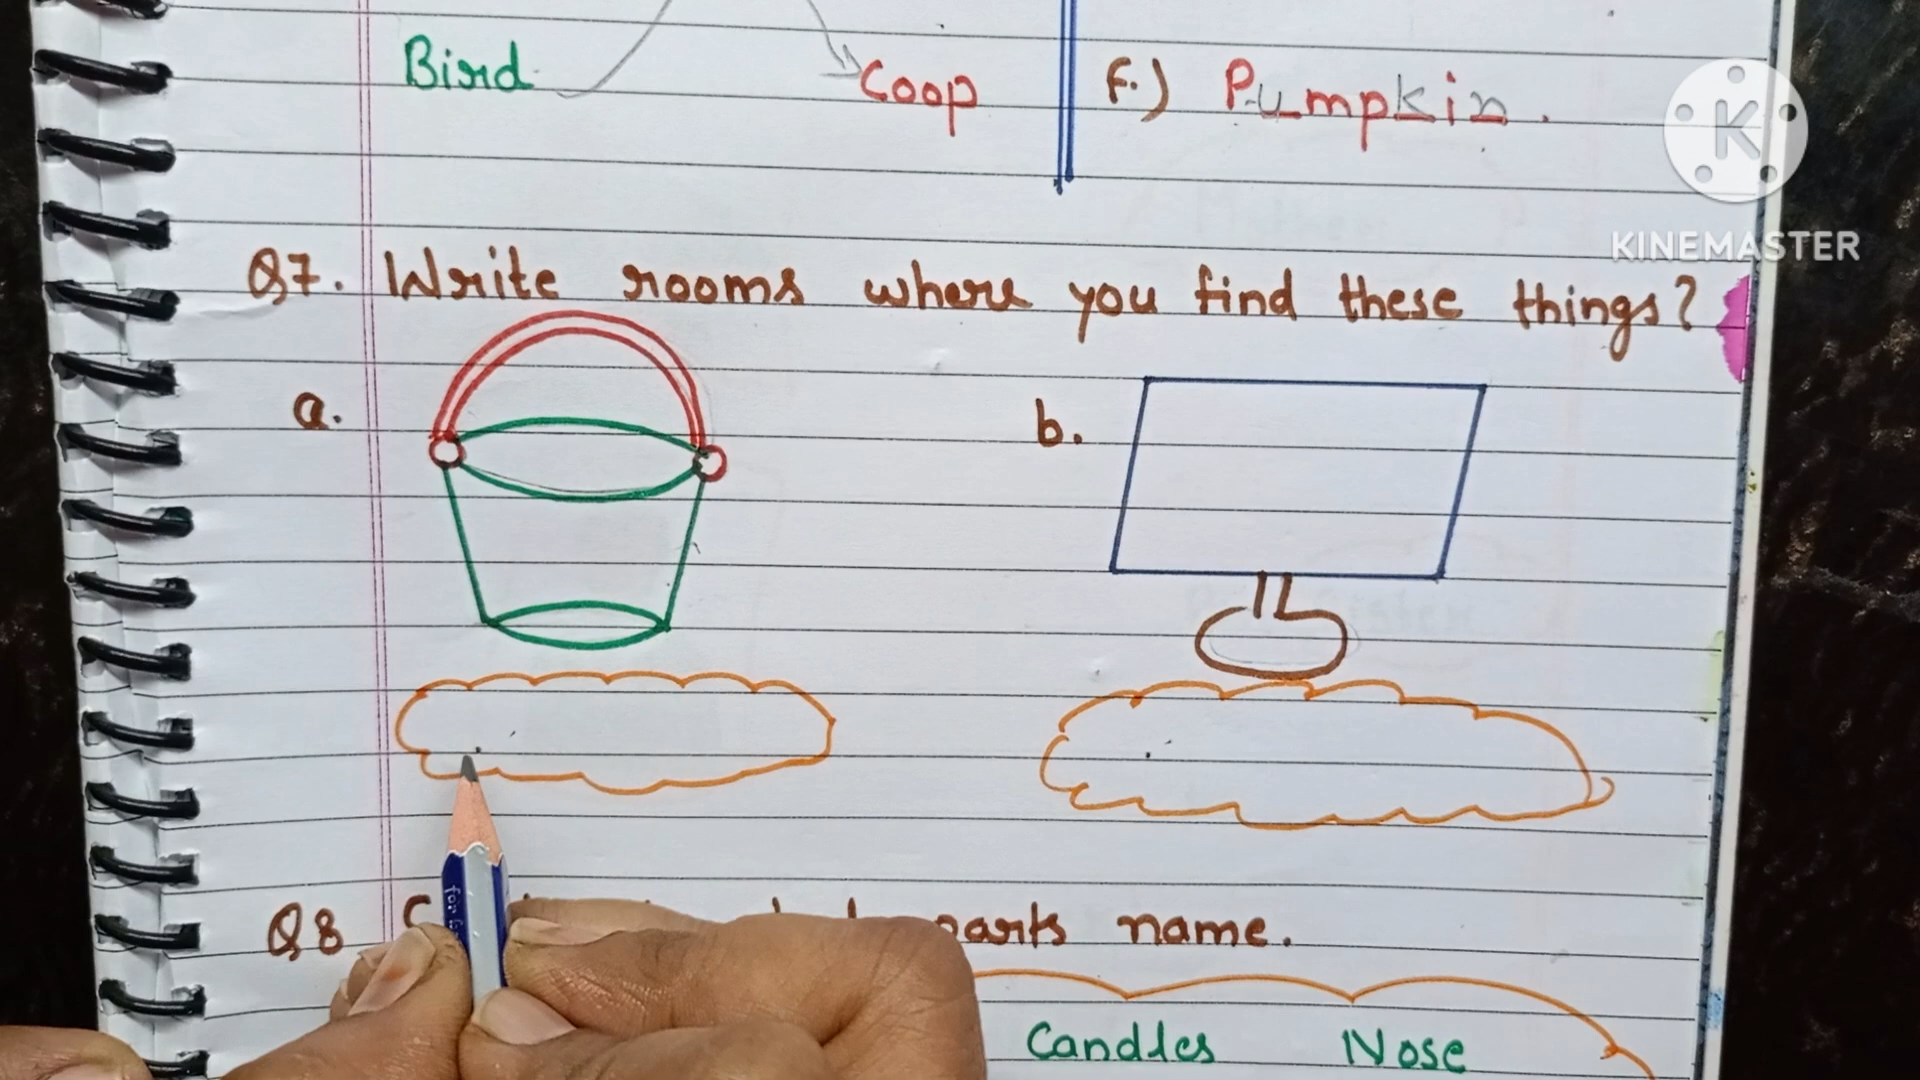 Bird
Coop
F.) Pumpkin.
K
KINEMASTER
Q7. Write rooms where you find these things?
a.
b.
Q8
parts name.
Candles Nose